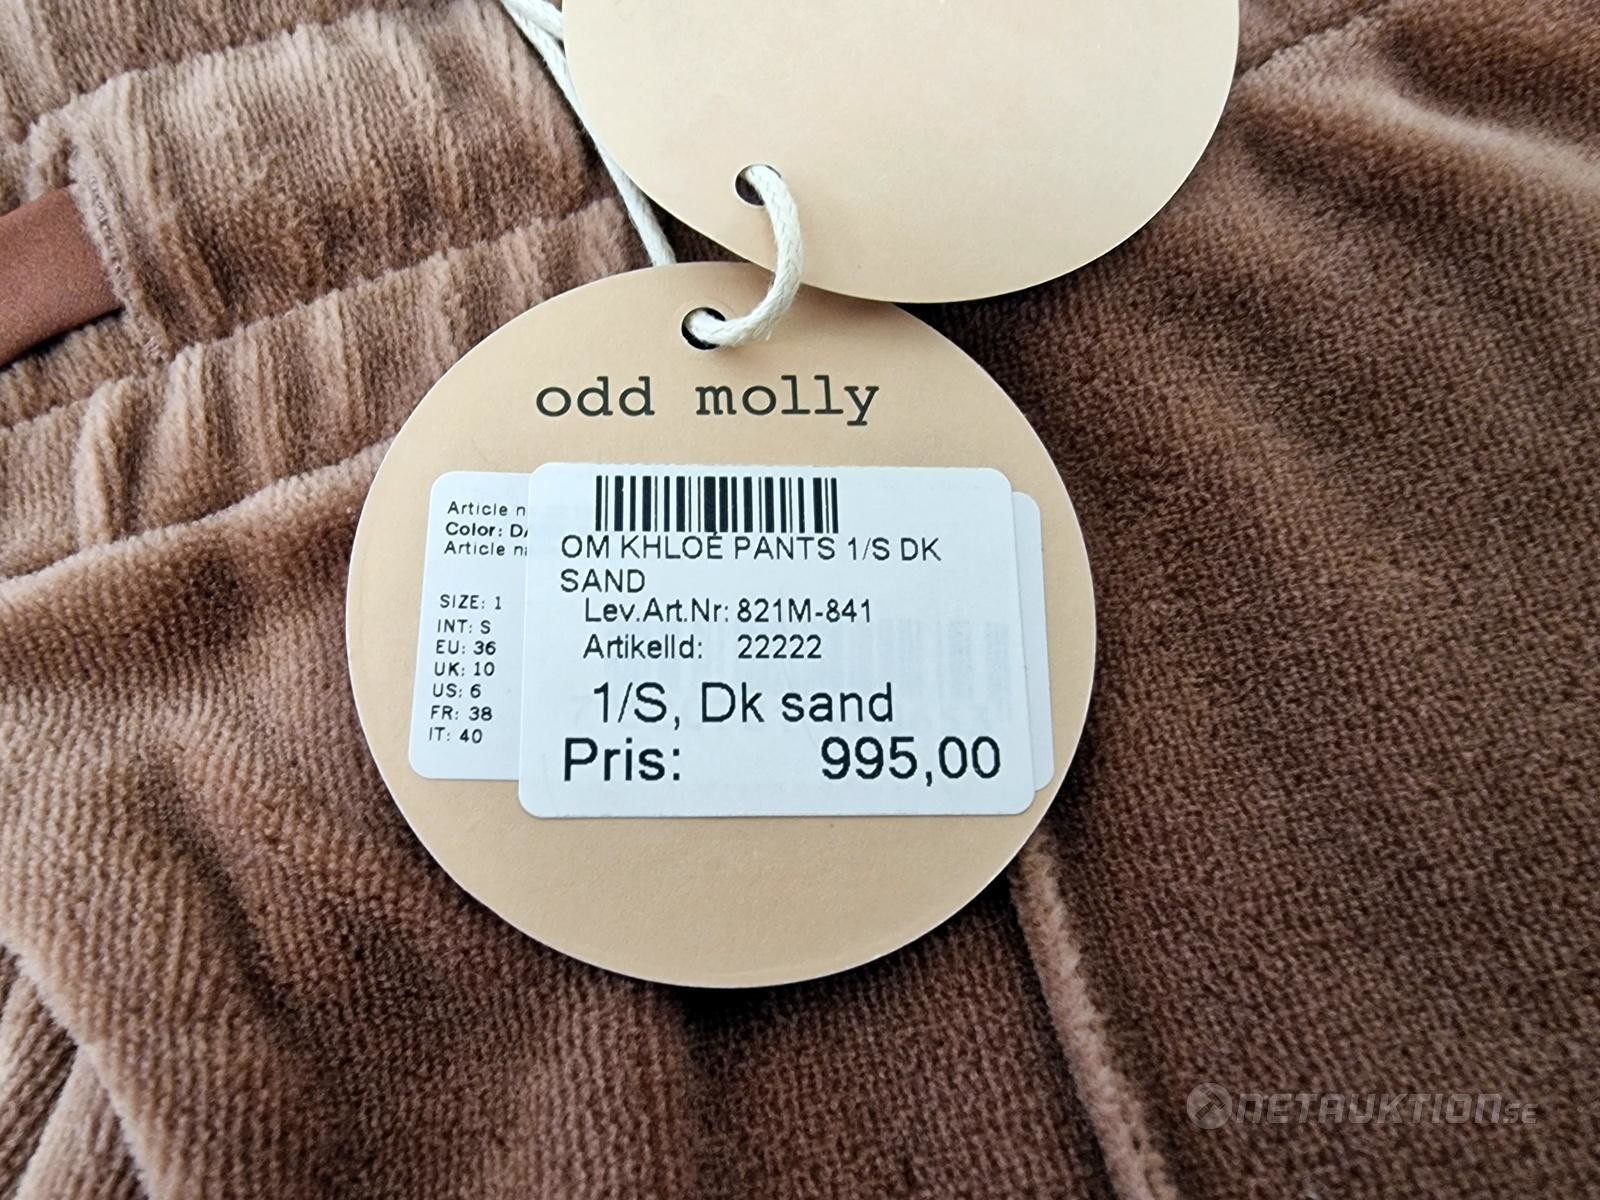 odd molly
Article n
Color: DA
Article n
SIZE: 1
INT: S
EU: 36
UK: 10
US: 6
FR: 38
IT: 40
OM KHLOE PANTS 1/S DK
SAND
Lev.Art.Nr: 821M-841
ArtikelId: 22222
1/S, Dk sand
Pris: 995,00
NETAUKTION.SE